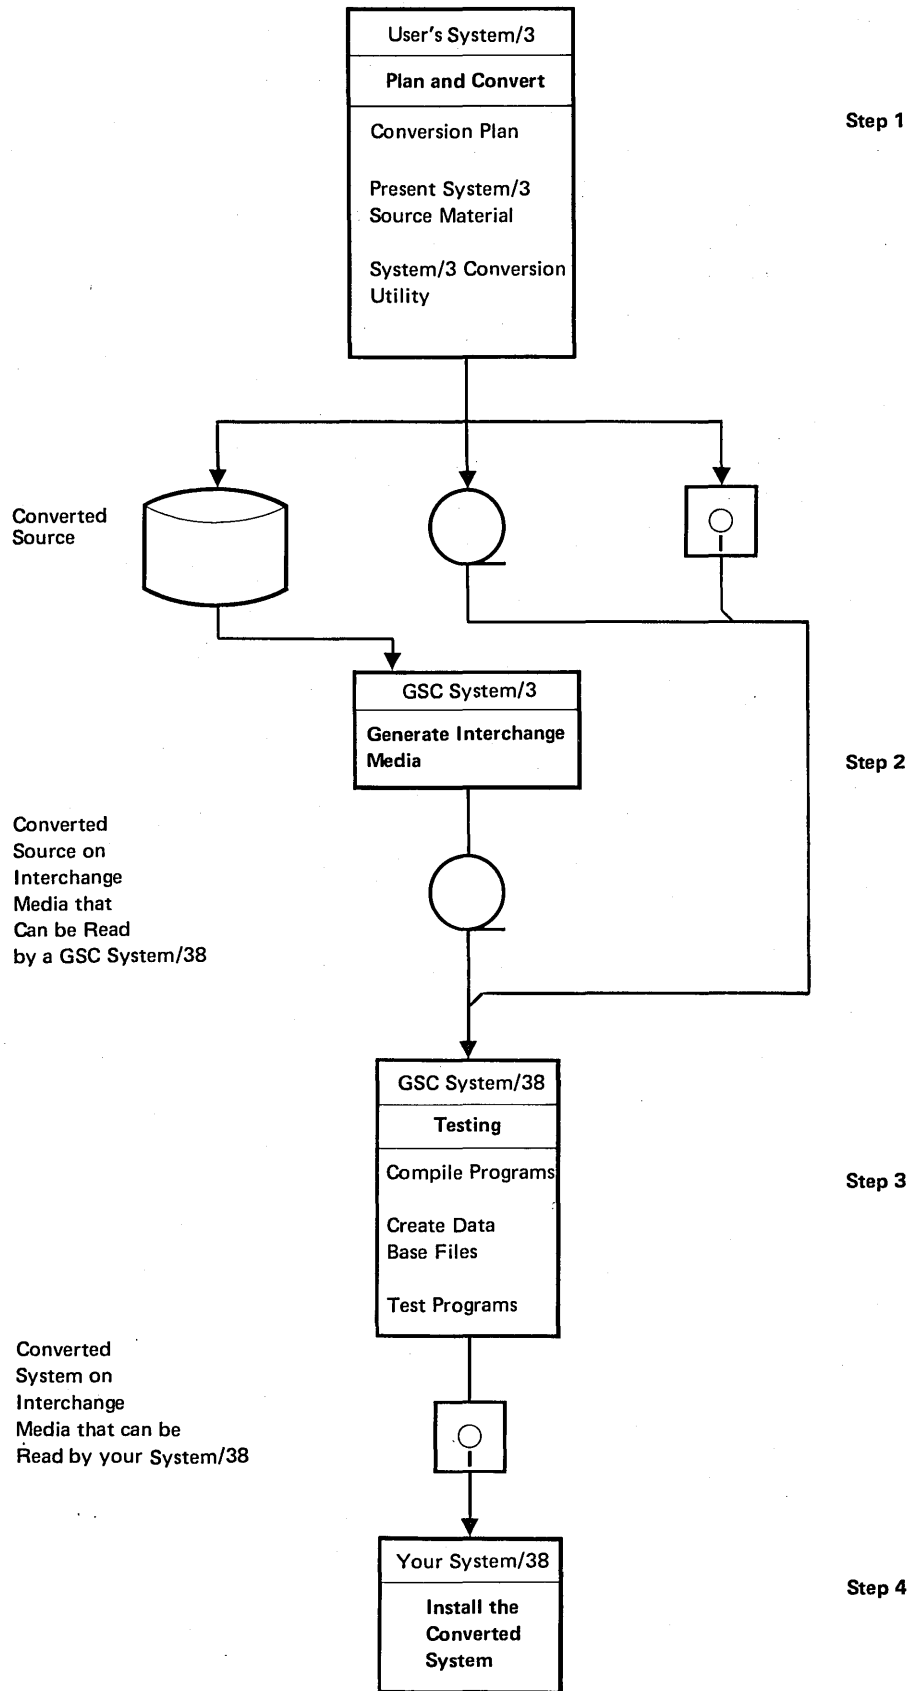 User's System/3
Plan and Convert
Step 1
Conversion Plan
Present System/3
Source Material
System/3 Conversion
Utility
Converted
Source
GSC System/3
Generate Interchange
Media
Step 2
Converted
Source on
Interchange
Media that
Can be Read
by a GSC System/38
GSC System/38
Testing
Compile Programs
Step 3
Create Data
Base Files
Test Programs
Converted
System on
Interchange
Media that can be
Read by your System/38
Your System/38
Step 4
Install the
Converted
System